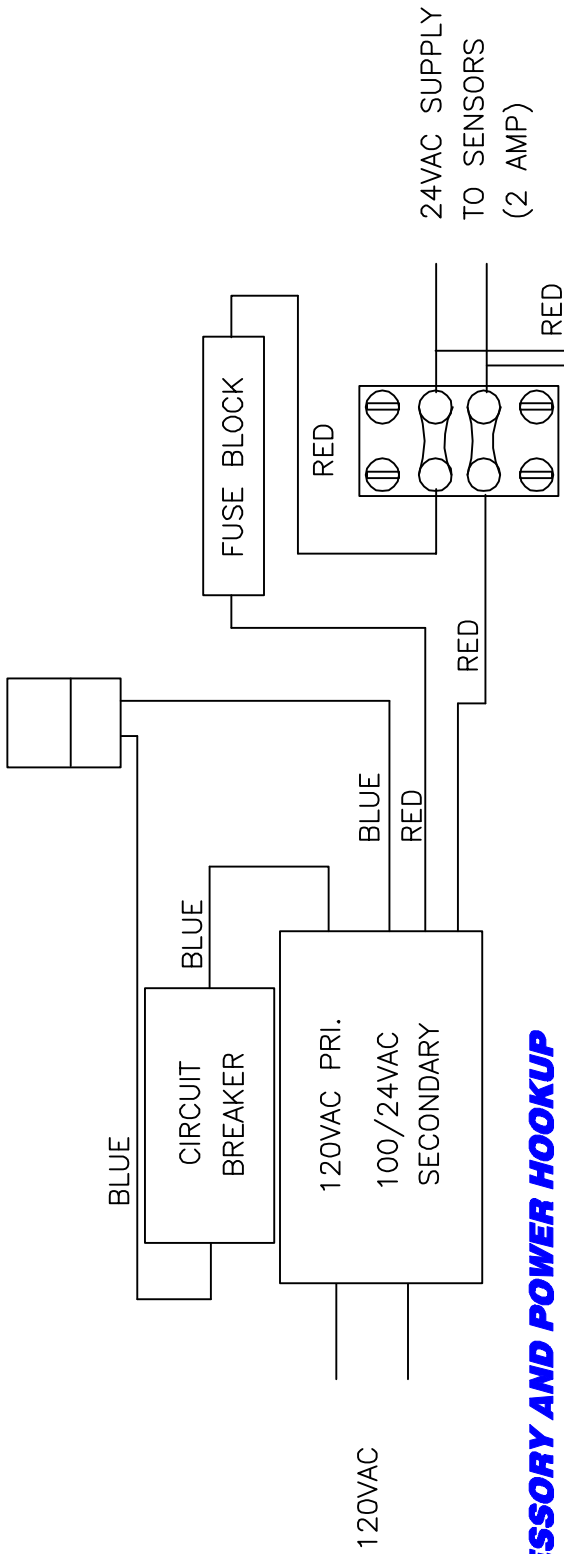 120VAC
BLUE
CIRCUIT
BREAKER
BLUE
120VAC PRI.
100/24VAC
SECONDARY
BLUE
RED
RED
FUSE BLOCK
RED
24VAC SUPPLY
TO SENSORS
(2 AMP)
RED
AND POWER HOOKUP